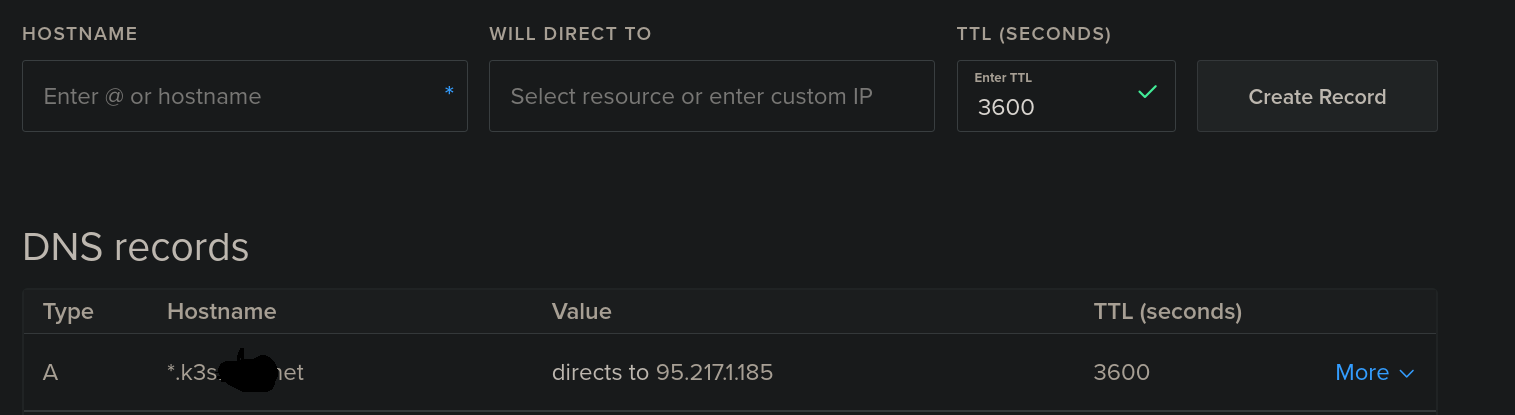 HOSTNAME WILL DIRECT TO TTL (SECONDS)
Enter @ or hostname * Select resource or enter custom IP Enter TTL 3600 Create Record
DNS records
Type Hostname Value TTL (seconds)
A *.k3s. net directs to 95.217.1.185 3600 More